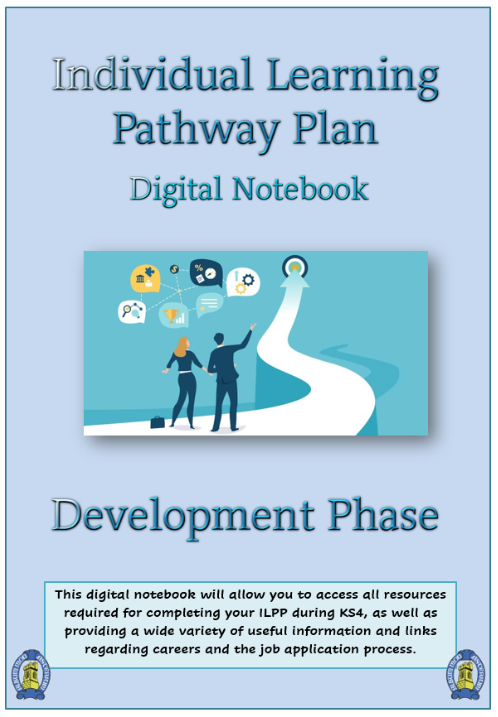 Individual Learning
Pathway Plan
Digital Notebook
Development Phase
This digital notebook will allow you to access all resources
required for completing your ILPP during KS4, as well as
providing a wide variety of useful information and links
regarding careers and the job application process.